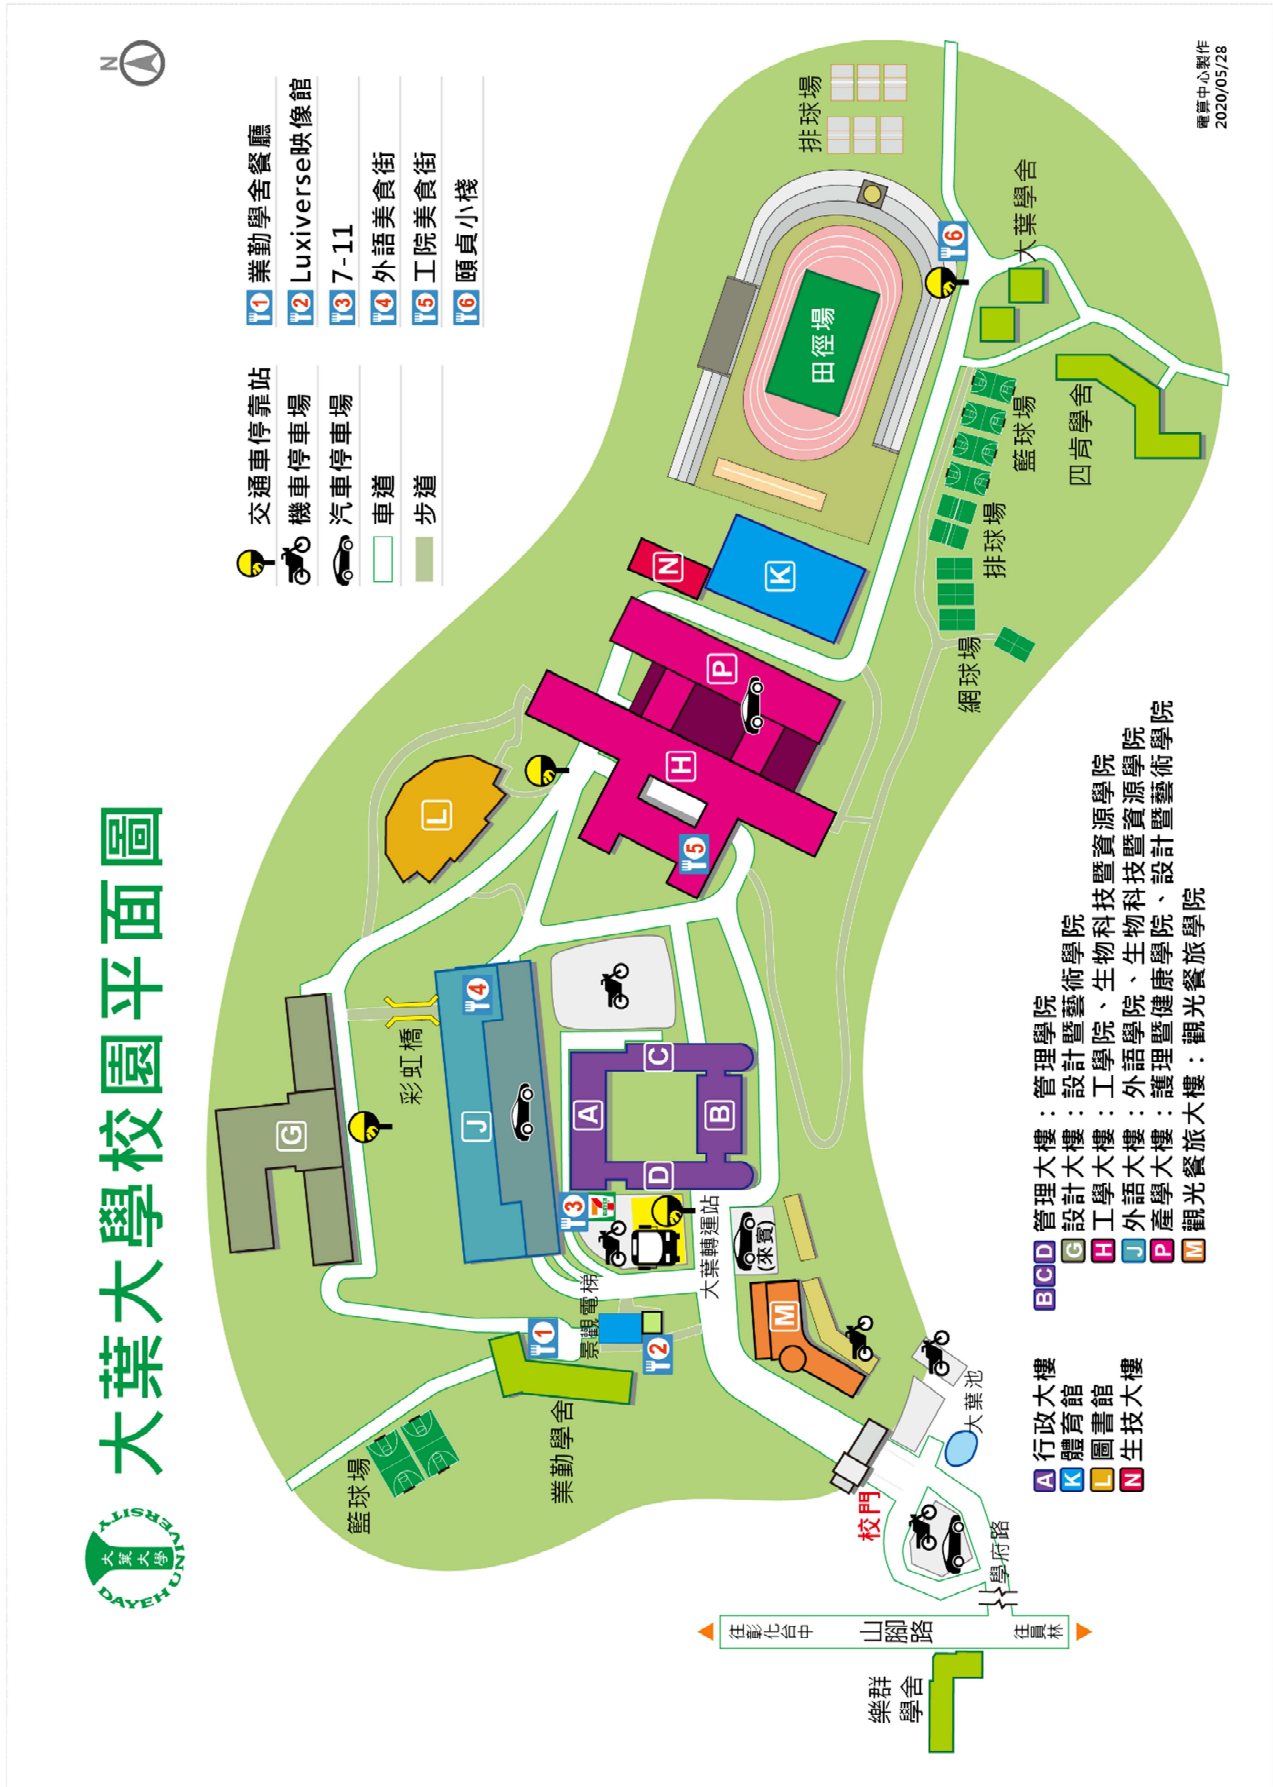 大葉大學校園平面圖
大葉大學
DAYEH UNIVERSITY
N
交通車停靠站
機車停車場
汽車停車場
車道
步道
1 業勤學舍餐廳
2 Luxiverse映像館
3 7-11
4 外語美食街
5 工院美食街
6 頤貞小棧
G
彩虹橋
L
J
4
A
B
C
D
3
7
ELEVEN
大葉轉運站
(來賓)
景觀電梯
1
2
業勤學舍
籃球場
M
校門
大葉池
學府路
往彰化台中
山腳路
往員林
樂群
學舍
H
5
P
N
K
田徑場
排球場
6
大葉學舍
四肯學舍
籃球場
排球場
網球場
A 行政大樓
K 體育館
L 圖書館
N 生技大樓
B C D 管理大樓：管理學院
G 設計大樓：設計暨藝術學院
H 工學大樓：工學院、生物科技暨資源學院
J 外語大樓：外語學院、生物科技暨資源學院
P 產學大樓：護理暨健康學院、設計暨藝術學院
M 觀光餐旅大樓：觀光餐旅學院
電算中心製作
2020/05/28